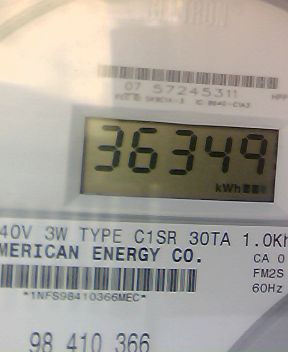 07 57245311
36349
kWh
40V 3W TYPE C1SR 30TA 1.0Kh
MERICAN ENERGY CO.
CA 0
FM2S
60Hz
*1NFS98410366MEC*
98 410 366